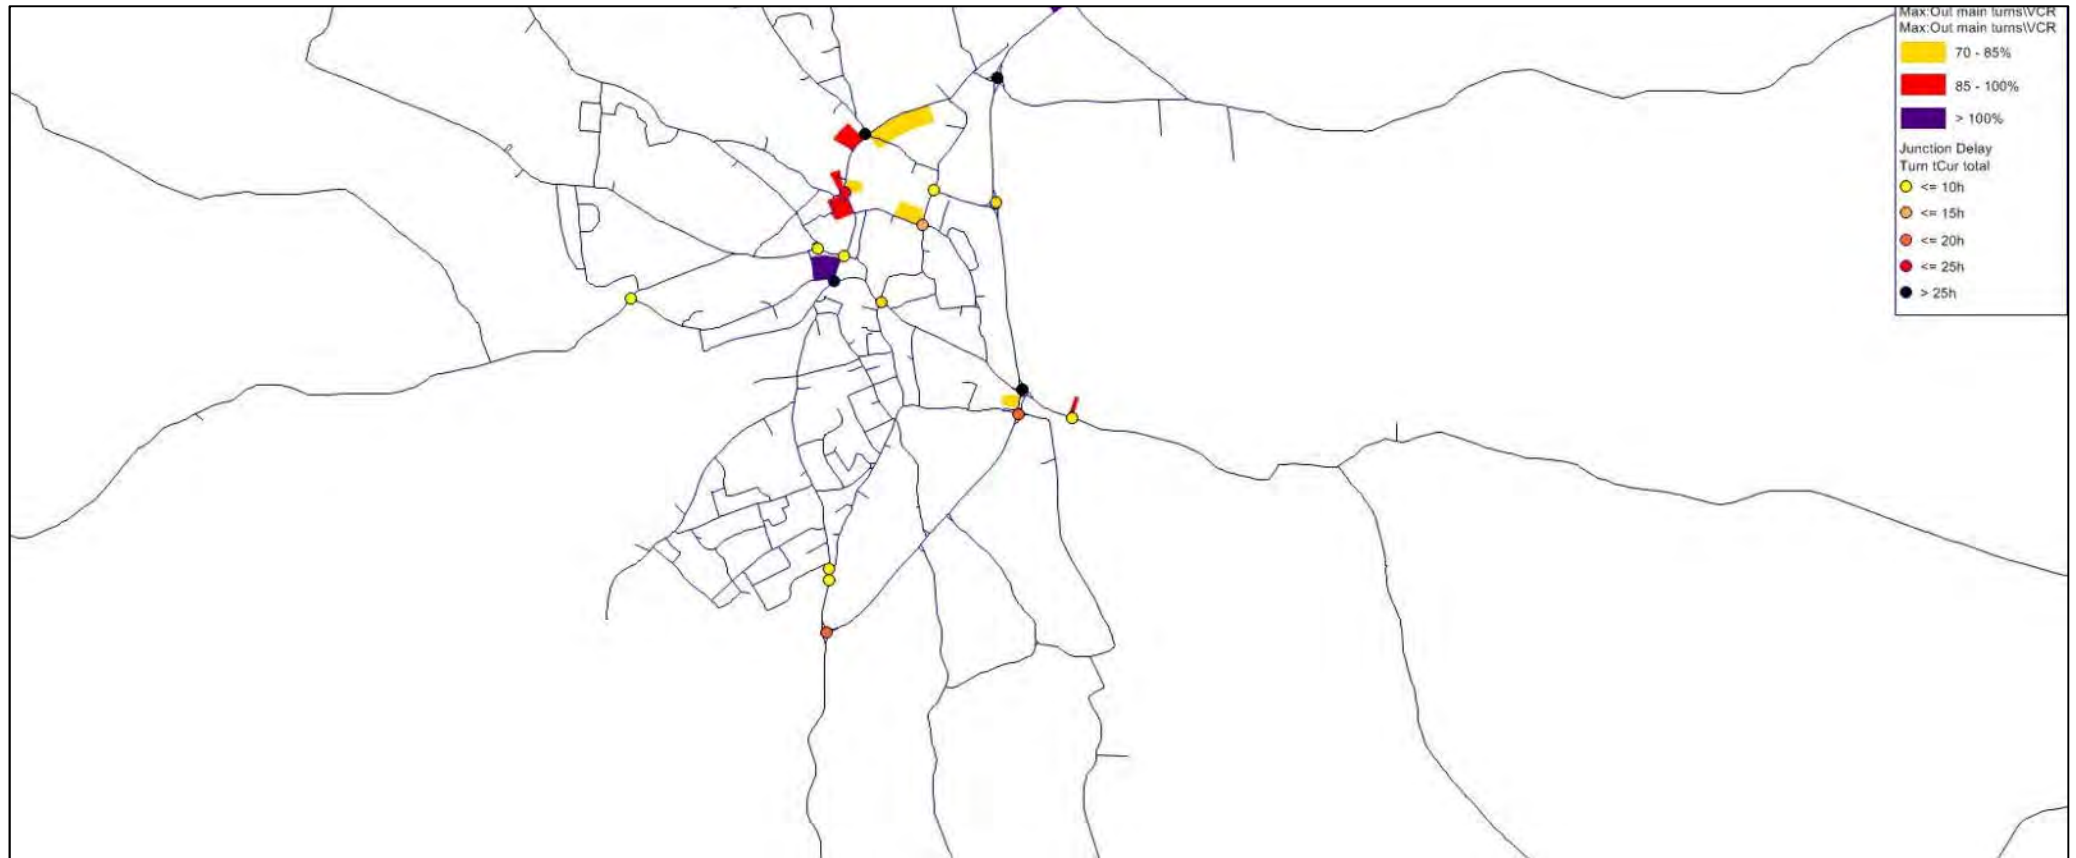 Max:Out main turns\VCR
Max:Out main turns\VCR
70 - 85%
85 - 100%
> 100%
Junction Delay
Turn tCur total
<= 10h
<= 15h
<= 20h
<= 25h
> 25h